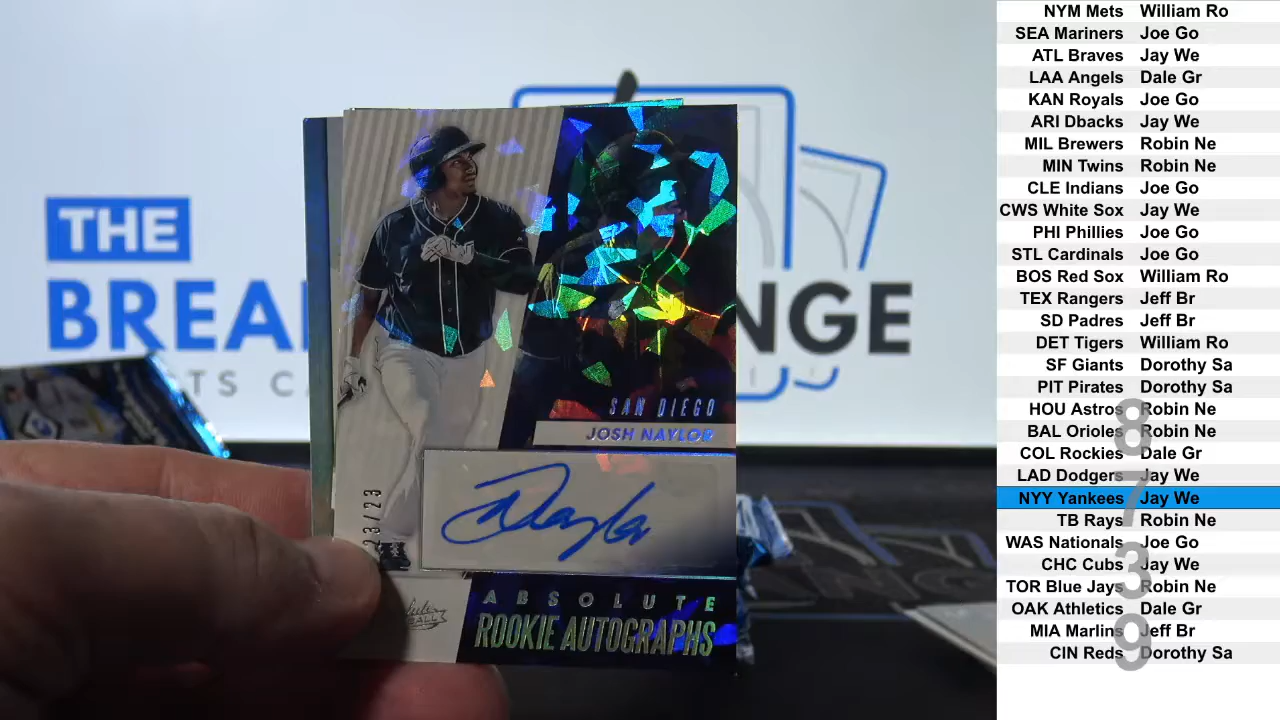 THE
BREA NGE
TS CA
SAN DIEGO
JOSH NAYLOR
23/23
ABSOLUTE
ROOKIE AUTOGRAPHS
NYM Mets William Ro
SEA Mariners Joe Go
ATL Braves Jay We
LAA Angels Dale Gr
KAN Royals Joe Go
ARI Dbacks Jay We
MIL Brewers Robin Ne
MIN Twins Robin Ne
CLE Indians Joe Go
CWS White Sox Jay We
PHI Phillies Joe Go
STL Cardinals Joe Go
BOS Red Sox William Ro
TEX Rangers Jeff Br
SD Padres Jeff Br
DET Tigers William Ro
SF Giants Dorothy Sa
PIT Pirates Dorothy Sa
HOU Astros Robin Ne
BAL Orioles Robin Ne
COL Rockies Dale Gr
LAD Dodgers Jay We
NYY Yankees Jay We
TB Rays Robin Ne
WAS Nationals Joe Go
CHC Cubs Jay We
TOR Blue Jays Robin Ne
OAK Athletics Dale Gr
MIA Marlins Jeff Br
CIN Reds Dorothy Sa
8
7
3
9